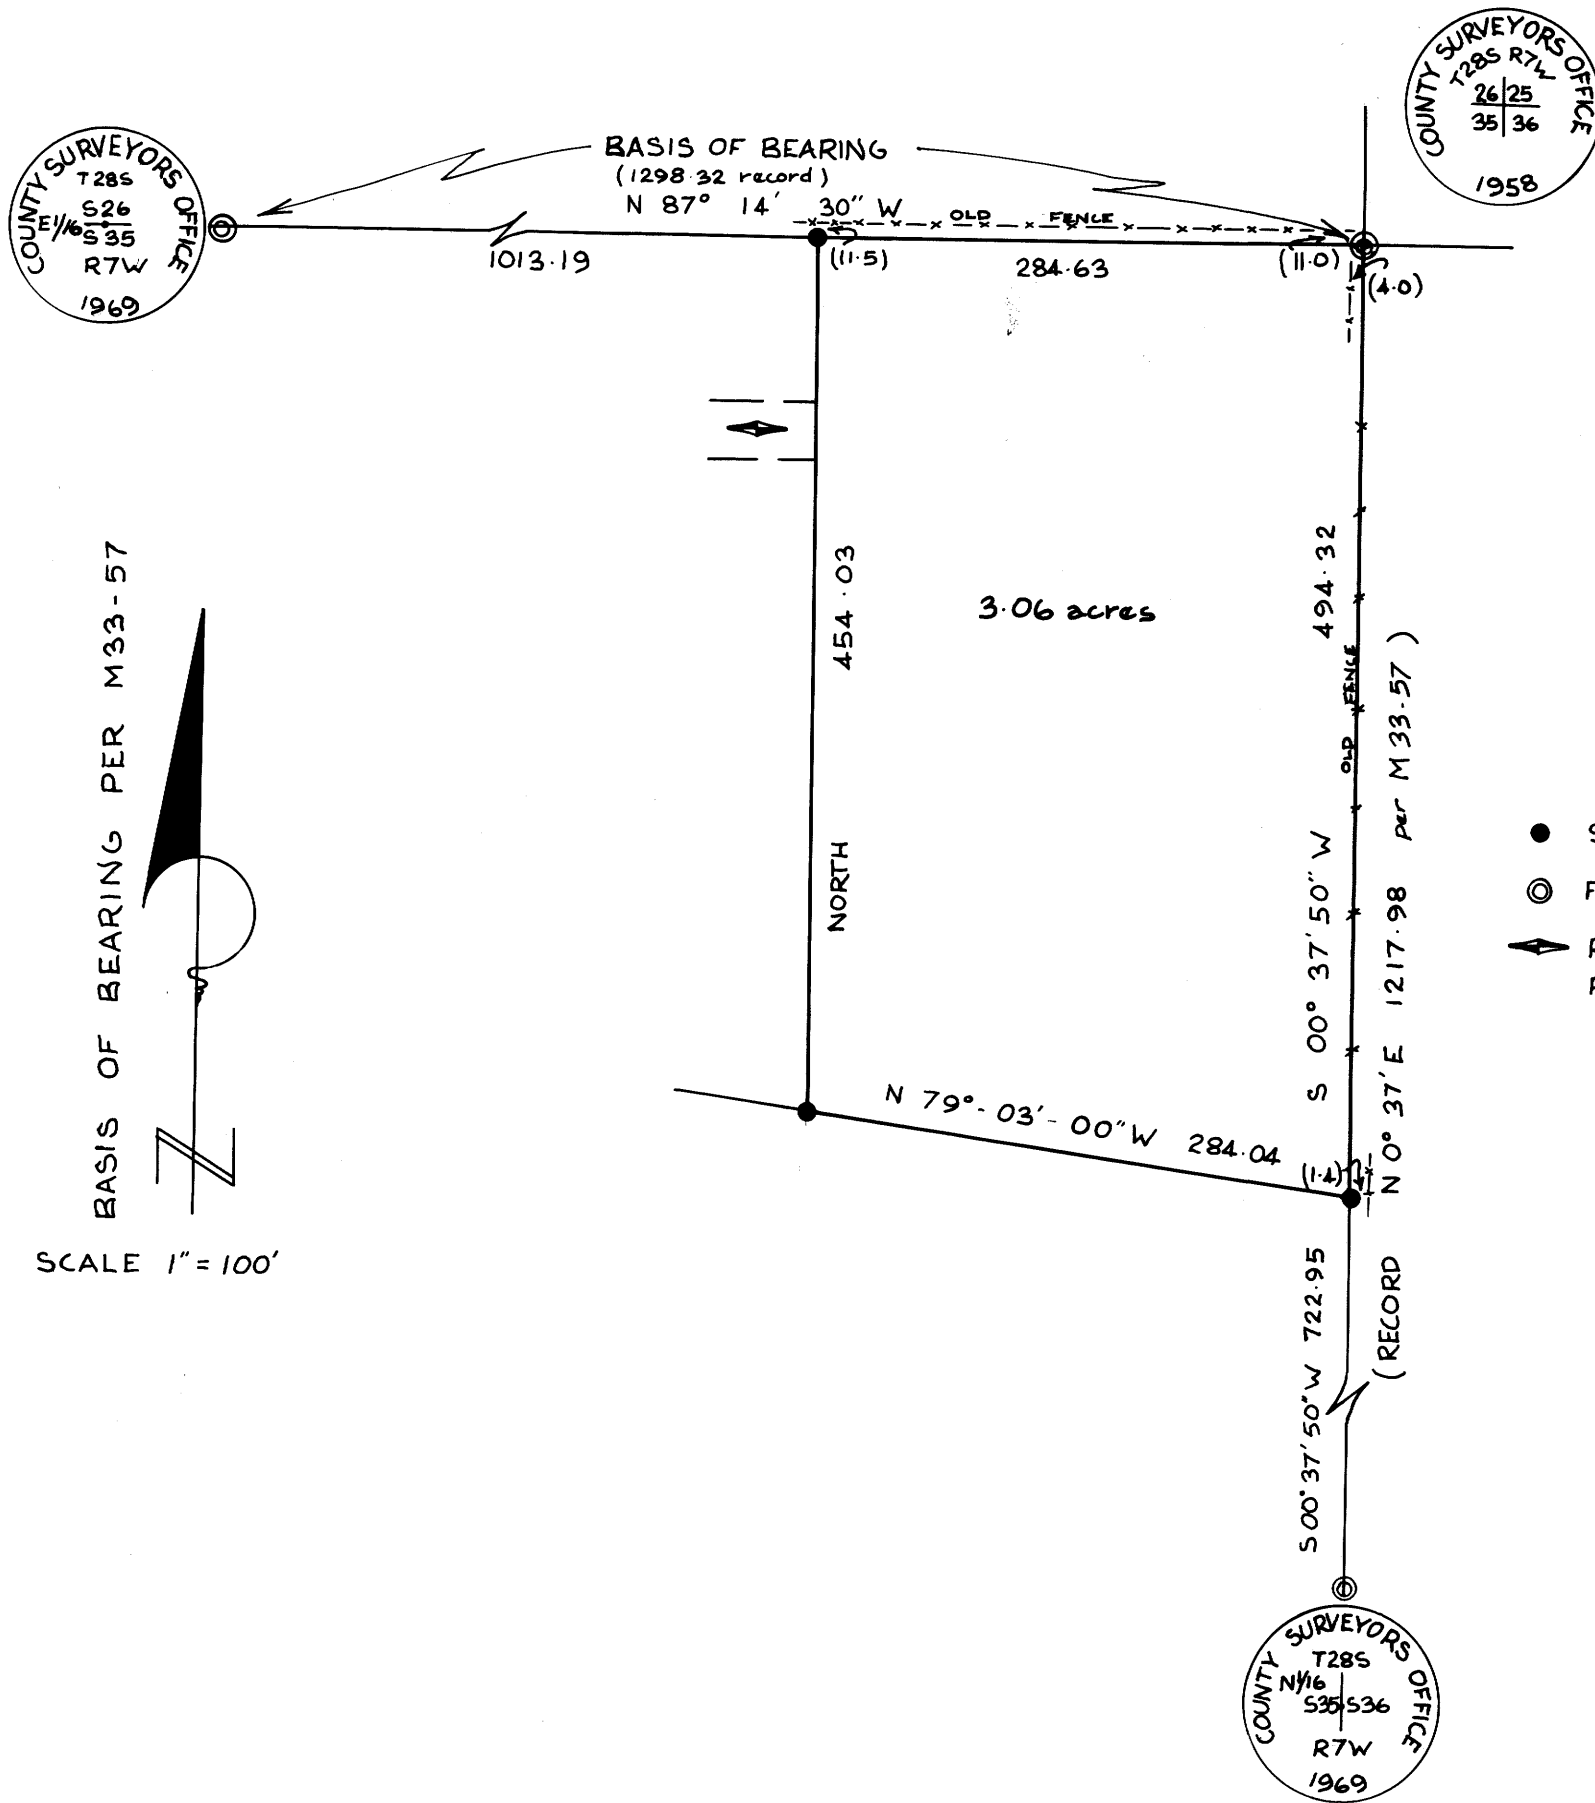 COUNTY SURVEYORS OFFICE
T28S R7W
26 25
35 36
1958
COUNTY SURVEYORS OFFICE
T28S
S26
E1/16
S35
R7W
1969
BASIS OF BEARING
(1298.32 record)
N 87° 14' 30" W
OLD FENCE
1013.19
(11.5)
284.63
(11.0)
(4.0)
454.03
NORTH
3.06 acres
494.32
S 00° 37' 50" W
OLD FENCE
(RECORD N 0° 37' E 1217.98 per M33-57)
N 79°-03'-00" W 284.04
(1.4)
BASIS OF BEARING PER M33-57
N
SCALE 1" = 100'
S 00° 37' 50" W 722.95
S
F
R
F
COUNTY SURVEYORS OFFICE
T28S
N1/16
S35 S36
R7W
1969